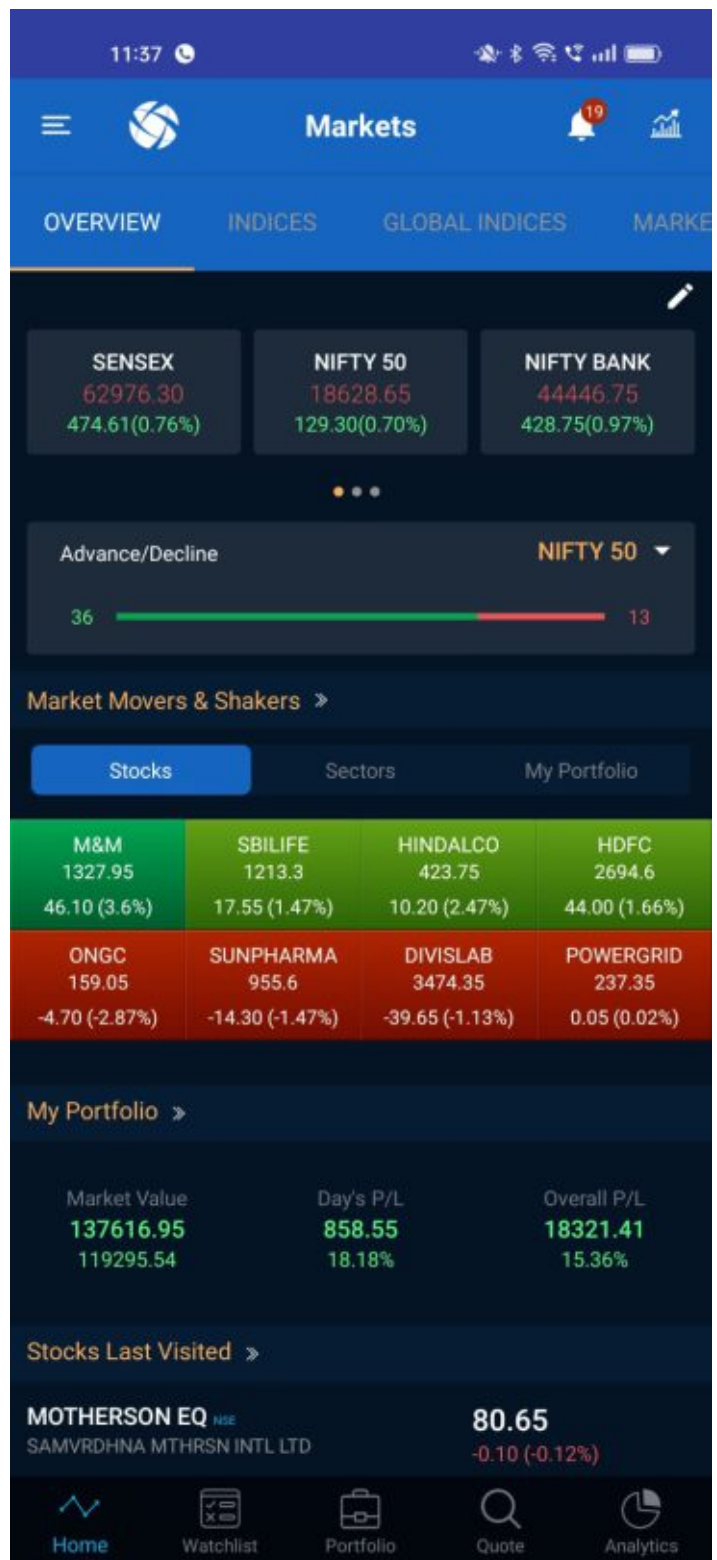 11:37
19
Markets
OVERVIEW INDICES GLOBAL INDICES MARKE
SENSEX NIFTY 50 NIFTY BANK
62976.30 18628.65 44446.75
474.61(0.76%) 129.30(0.70%) 428.75(0.97%)
Advance/Decline NIFTY 50
36 13
Market Movers & Shakers »
Stocks Sectors My Portfolio
M&M SBILIFE HINDALCO HDFC
1327.95 1213.3 423.75 2694.6
46.10 (3.6%) 17.55 (1.47%) 10.20 (2.47%) 44.00 (1.66%)
ONGC SUNPHARMA DIVISLAB POWERGRID
159.05 955.6 3474.35 237.35
-4.70 (-2.87%) -14.30 (-1.47%) -39.65 (-1.13%) 0.05 (0.02%)
My Portfolio »
Market Value Day's P/L Overall P/L
137616.95 858.55 18321.41
119295.54 18.18% 15.36%
Stocks Last Visited »
MOTHERSON EQ NSE 80.65
SAMVRDHNA MTHRSN INTL LTD -0.10 (-0.12%)
Home Watchlist Portfolio Quote Analytics